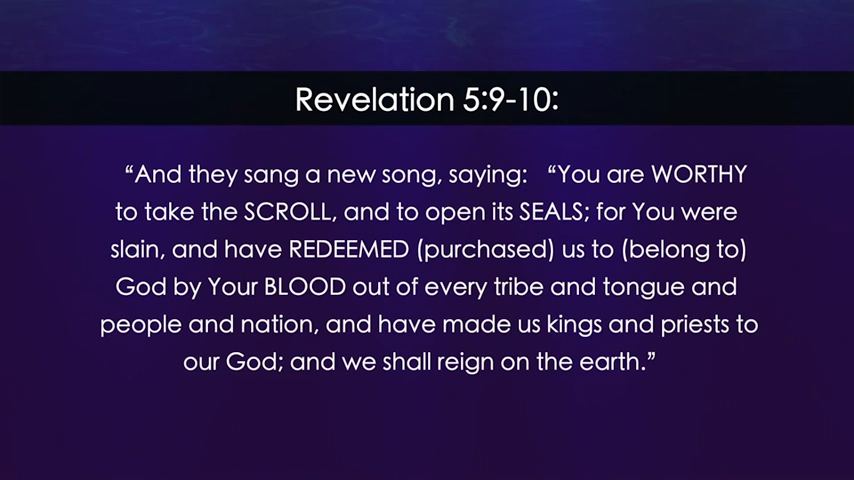 Revelation 5:9-10:
“And they sang a new song, saying: “You are WORTHY
to take the SCROLL, and to open its SEALS; for You were
slain, and have REDEEMED (purchased) us to (belong to)
God by Your BLOOD out of every tribe and tongue and
people and nation, and have made us kings and priests to
our God; and we shall reign on the earth.”